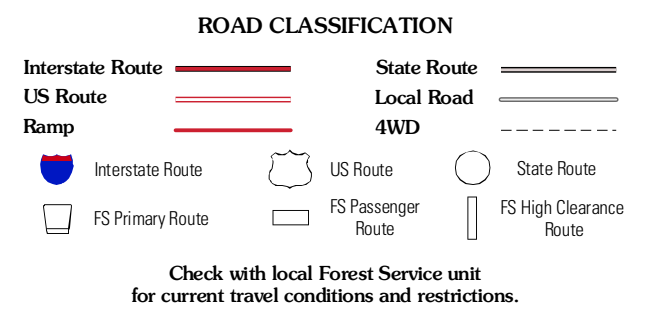 ROAD CLASSIFICATION
Interstate Route
State Route
US Route
Local Road
Ramp
4WD
Interstate Route
US Route
State Route
FS Primary Route
FS Passenger
Route
FS High Clearance
Route
Check with local Forest Service unit
for current travel conditions and restrictions.